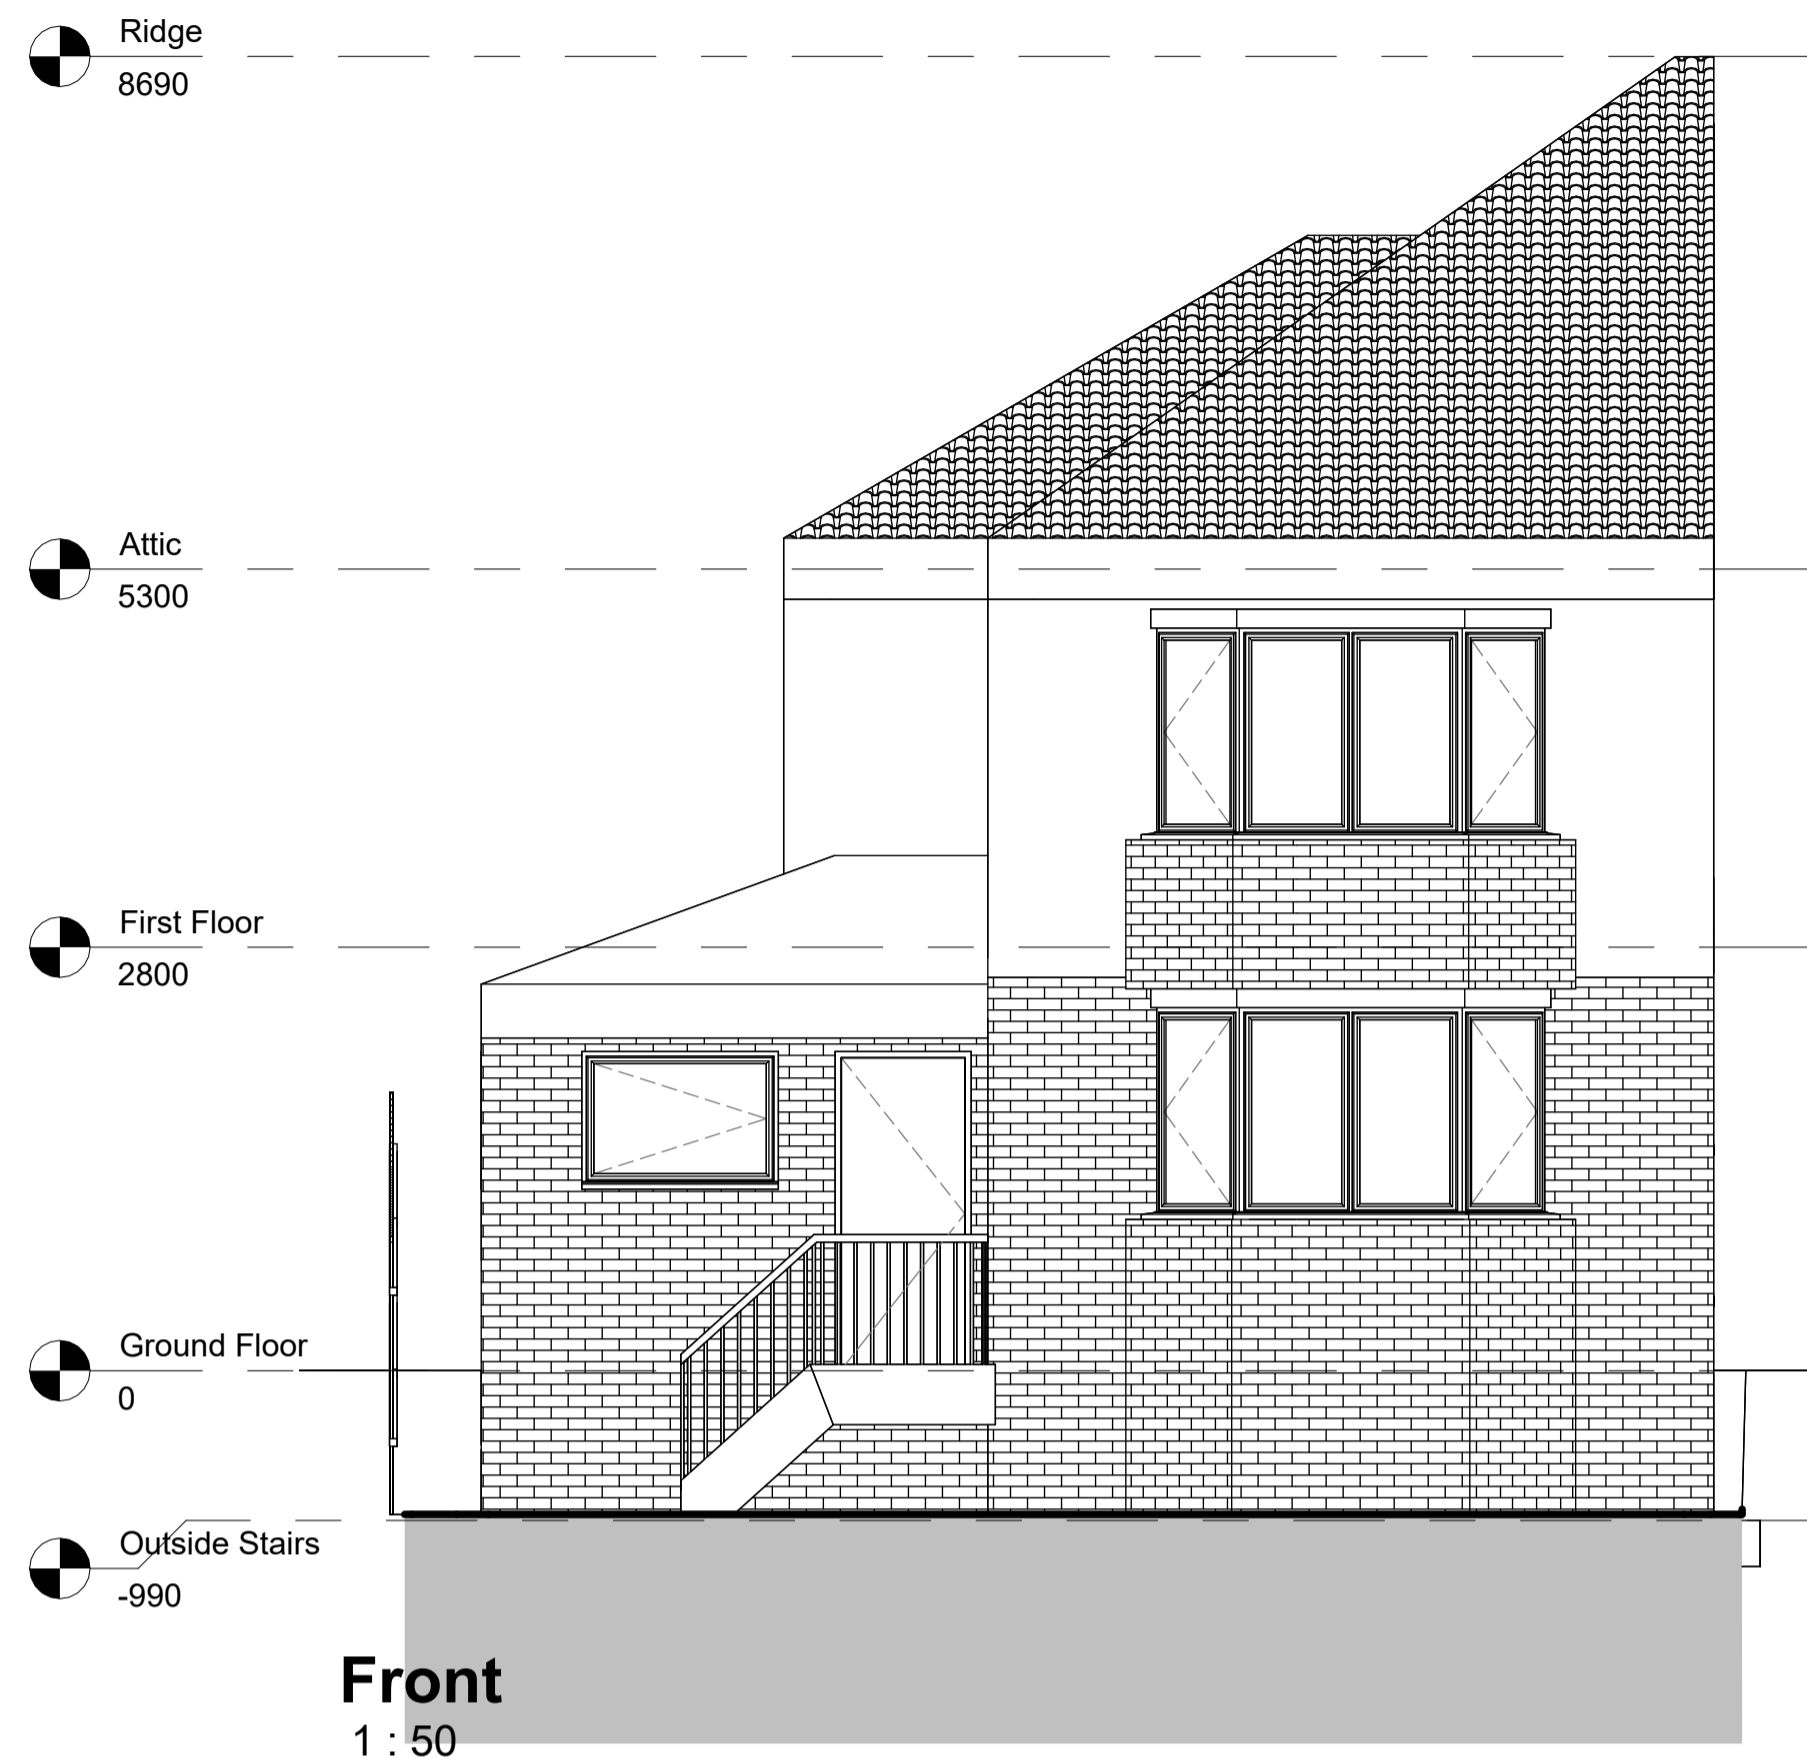 Ridge
8690
Attic
5300
First Floor
2800
Ground Floor
0
Outside Stairs
-990
Front
1 : 50